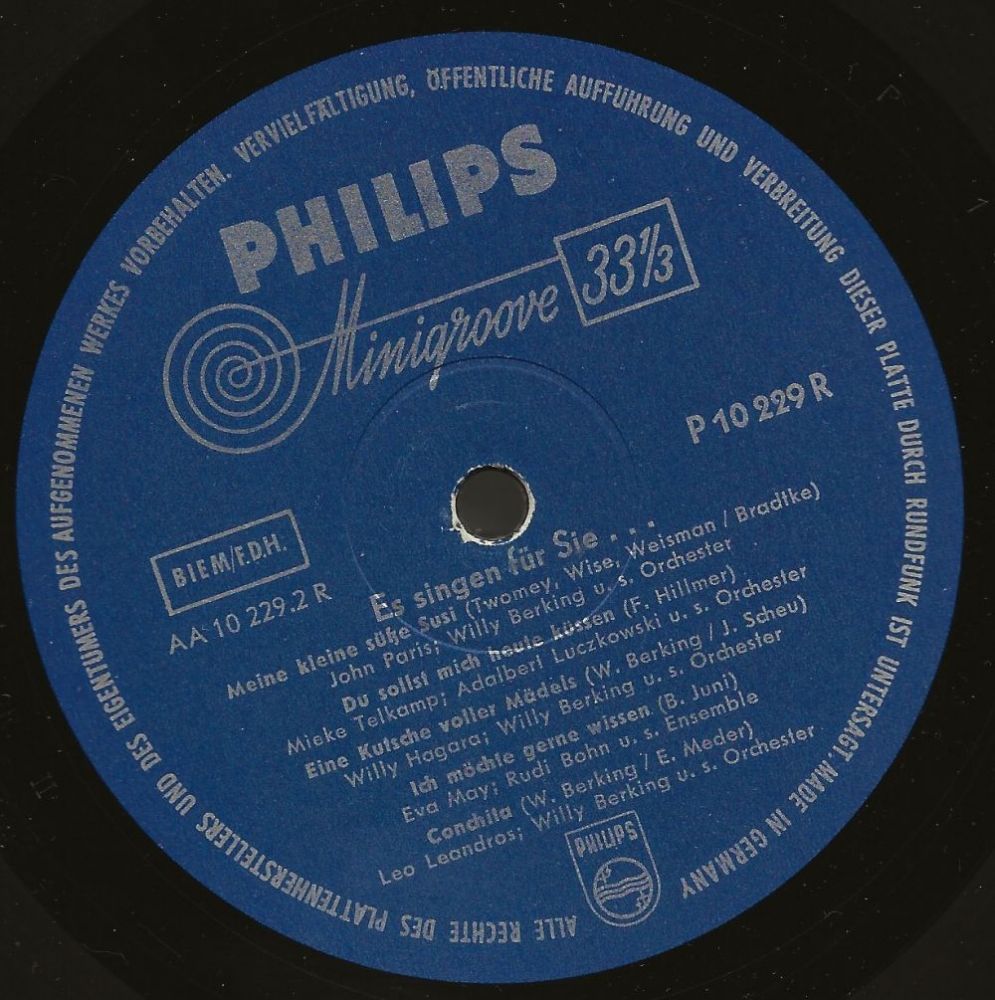 PHILIPS
Minigroove 33 1/3
P 10 229 R
BIEM/F.D.H.
AA 10 229.2 R
Es singen für Sie . . :
Meine kleine süße Susi (Twomey, Wise, Weisman / Bradtke)
John Paris; Willy Berking u. s. Orchester
Du sollst mich heute küssen (F. Hillmer)
Mieke Telkamp; Adalbert Luczkowski u. s. Orchester
Eine Kutsche voller Mädels (W. Berking / J. Scheu)
Willy Hagara; Willy Berking u. s. Orchester
Ich möchte gerne wissen (B. Juni)
Eva May; Rudi Bohn u. s. Ensemble
Conchita (W. Berking / E. Meder)
Leo Leandros; Willy Berking u. s. Orchester
PHILIPS
ALLE RECHTE DES PLATTENHERSTELLERS UND DES EIGENTUMERS DES AUFGENOMMENEN WERKES VORBEHALTEN. VERVIELFÄLTIGUNG, ÖFFENTLICHE AUFFUHRUNG UND VERBREITUNG DIESER PLATTE DURCH RUNDFUNK IST UNTERSAGT. MADE IN GERMANY